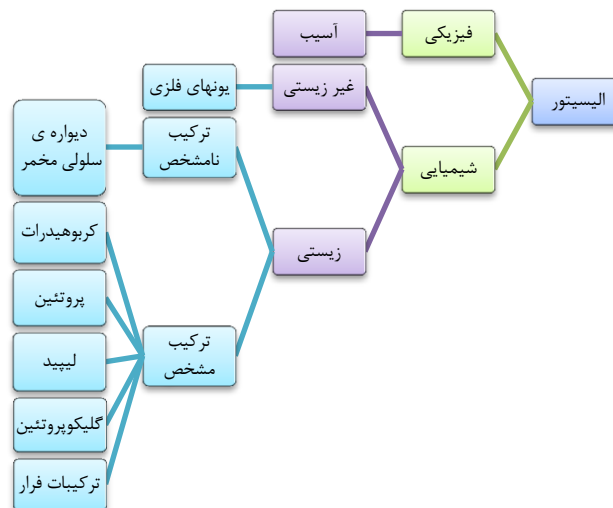 الیسیتور
فیزیکی
آسیب
شیمیایی
غیر زیستی
یونهای فلزی
زیستی
ترکیب
نامشخص
دیواره ی
سلولی مخمر
ترکیب
مشخص
کربوهیدرات
پروتئین
لیپید
گلیکوپروتئین
ترکیبات فرار